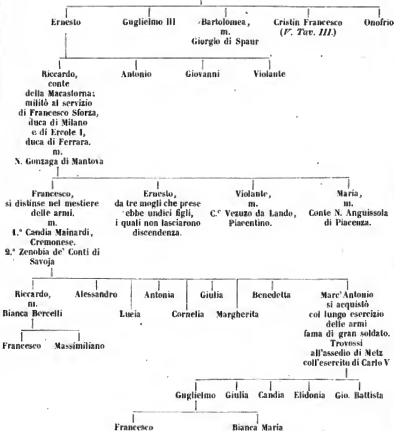 Ernesto Guglielmo III Bartolomea, Cristin Francesco Onofrio
m. (V. Tav. III.)
Giorgio di Spaur
Riccardo, Antonio Giovanni Violante
conte
della Macastorna;
militò al servizio
di Francesco Sforza,
duca di Milano
e di Ercole I,
duca di Ferrara.
m.
N. Gonzaga di Mantova
Francesco, Ernesto, Violante, Maria,
si distinse nel mestiere da tre mogli che prese m. m.
delle armi. ebbe undici figli, C.e Vezuzo da Lando, Conte N. Anguissola
m. i quali non lasciarono Piacentino. di Piacenza.
1.ª Candia Mainardi, discendenza.
Cremonese.
2.ª Zenobia de' Conti di
Savoja
Riccardo, Alessandro Antonia Giulia Benedetta Marc'Antonio
m. Lucia Cornelia Margherita si acquistò
Bianca Bercelli col lungo esercizio
delle armi
Francesco Massimiliano fama di gran soldato.
Trovossi
all'assedio di Metz
coll'esercito di Carlo V
Guglielmo Giulia Candia Elidonia Gio. Battista
Francesco Bianca Maria